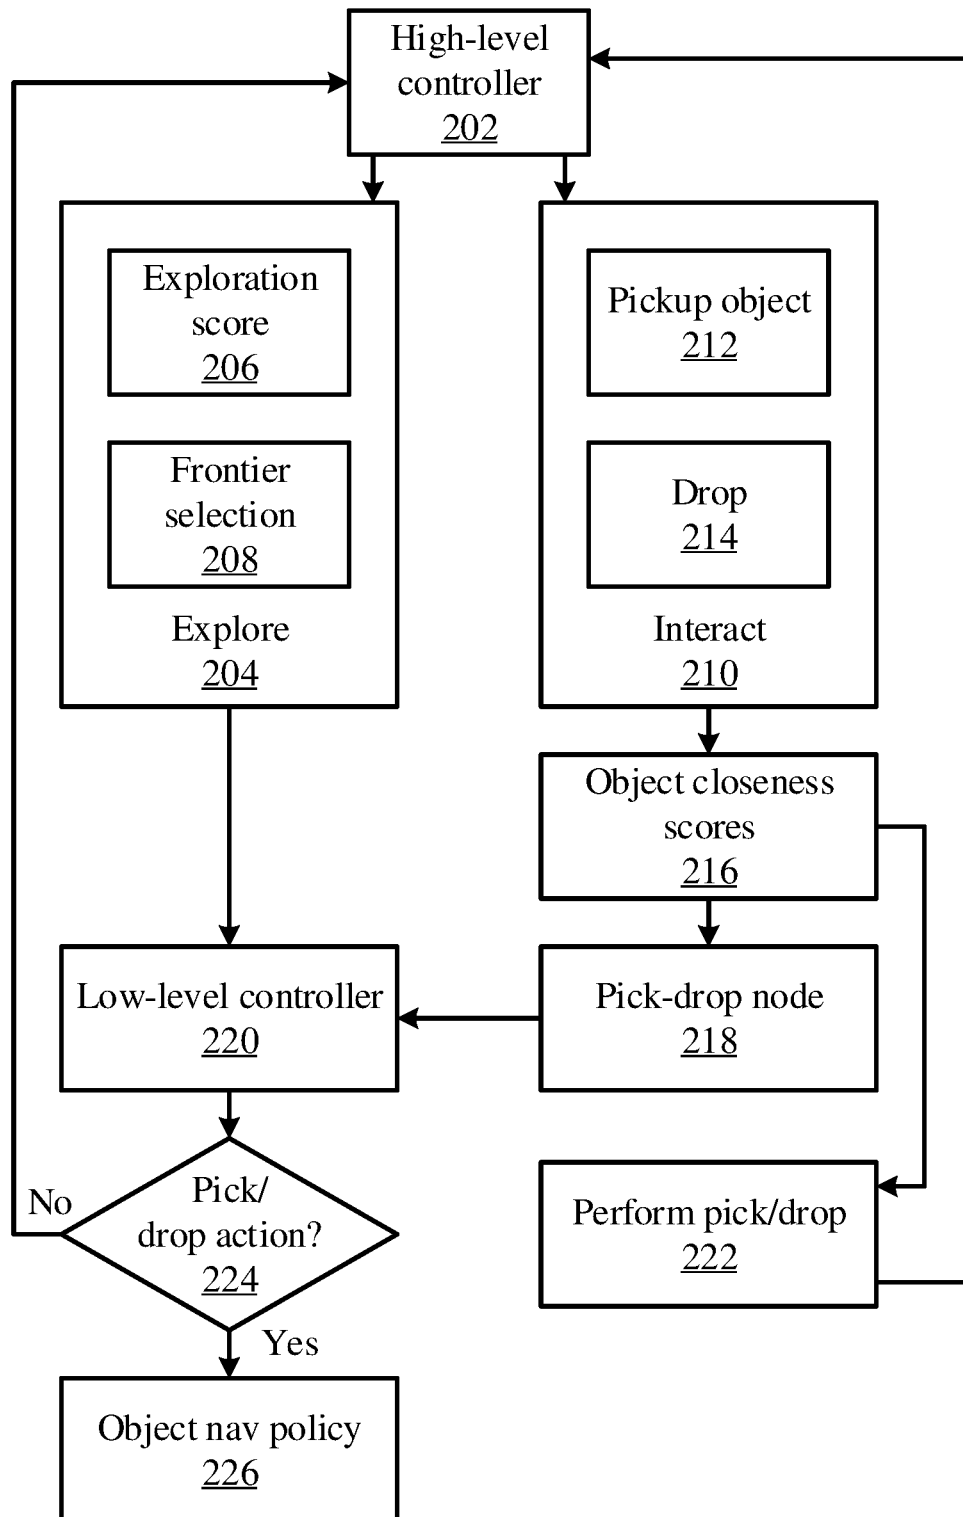 High-level
controller
202
Exploration
score
206
Frontier
selection
208
Explore
204
Pickup object
212
Drop
214
Interact
210
Object closeness
scores
216
Low-level controller
220
Pick-drop node
218
No
Pick/
drop action?
224
Yes
Perform pick/drop
222
Object nav policy
226